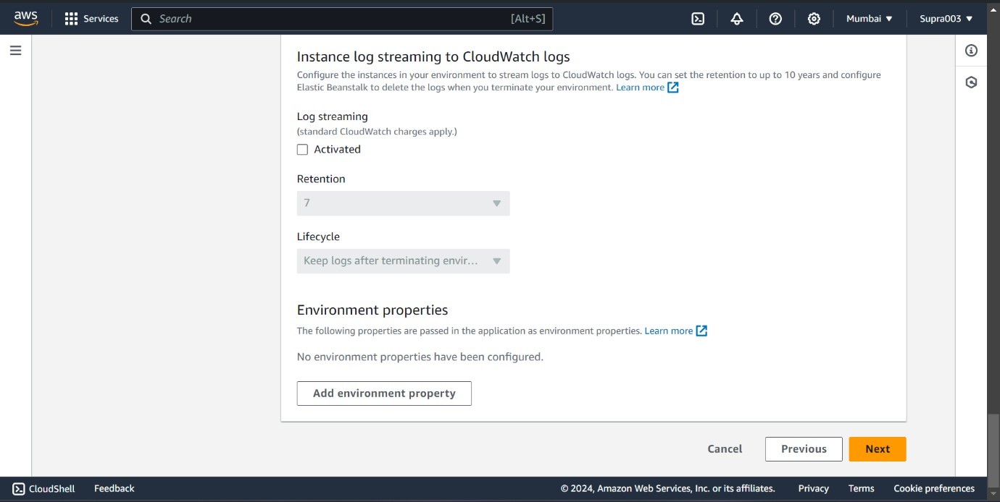 aws
Services
Search [Alt+S]
Mumbai ▼
Supra003 ▼
Instance log streaming to CloudWatch logs
Configure the instances in your environment to stream logs to CloudWatch logs. You can set the retention to up to 10 years and configure
Elastic Beanstalk to delete the logs when you terminate your environment. Learn more
Log streaming
(standard CloudWatch charges apply.)
Activated
Retention
7
Lifecycle
Keep logs after terminating envir...
Environment properties
The following properties are passed in the application as environment properties. Learn more
No environment properties have been configured.
Add environment property
Cancel
Previous
Next
CloudShell
Feedback
© 2024, Amazon Web Services, Inc. or its affiliates.
Privacy
Terms
Cookie preferences